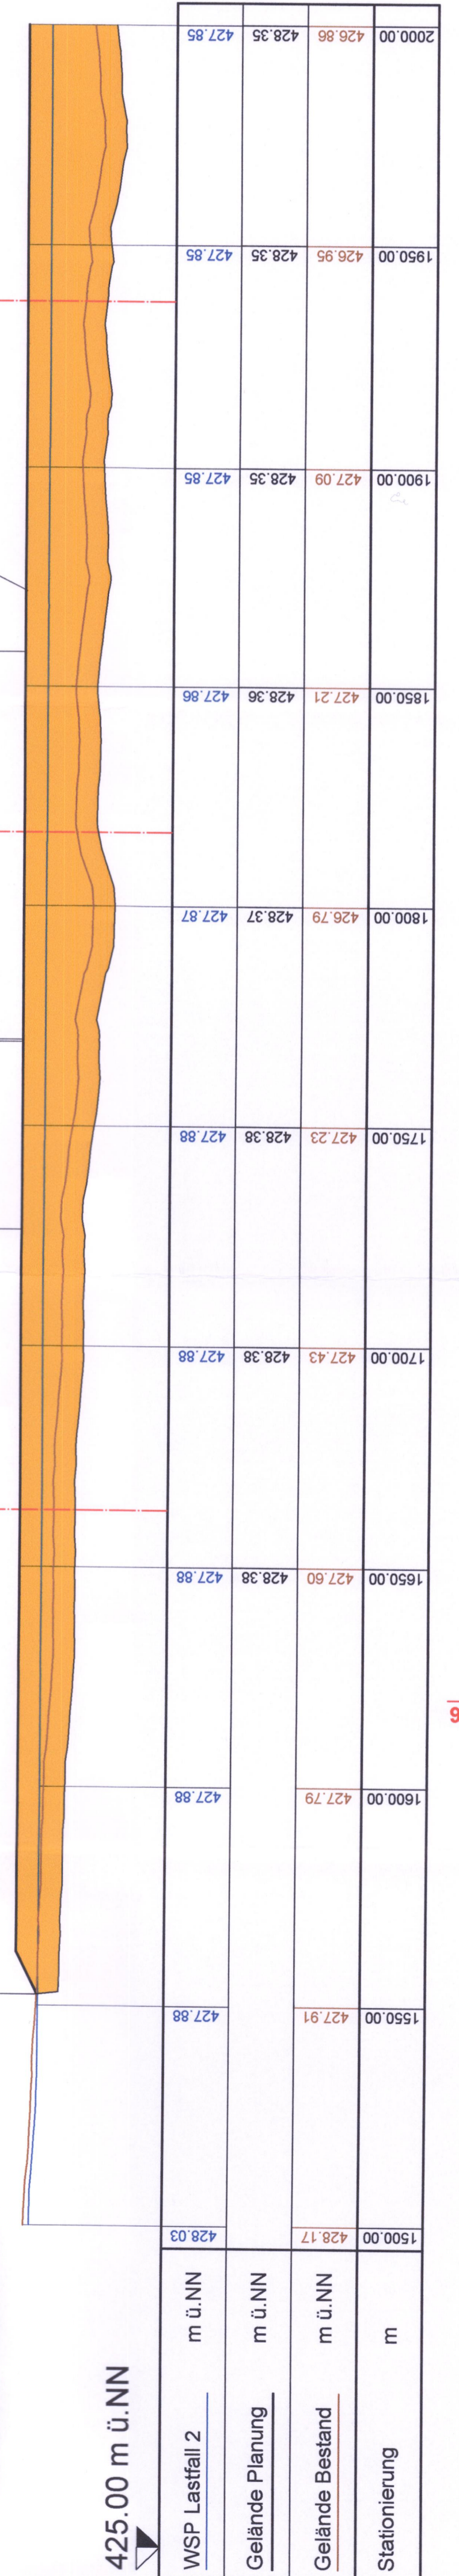 425.00 m ü.NN
WSP Lastfall 2 m ü.NN 428.03 427.88 427.88 427.88 427.88 427.88 427.87 427.86 427.85 427.85 427.85
Gelände Planung m ü.NN 428.38 428.38 428.38 428.37 428.36 428.35 428.35 428.35
Gelände Bestand m ü.NN 428.17 427.91 427.79 427.60 427.43 427.23 426.79 427.21 427.09 426.95 426.86
Stationierung m 1500.00 1550.00 1600.00 1650.00 1700.00 1750.00 1800.00 1850.00 1900.00 1950.00 2000.00